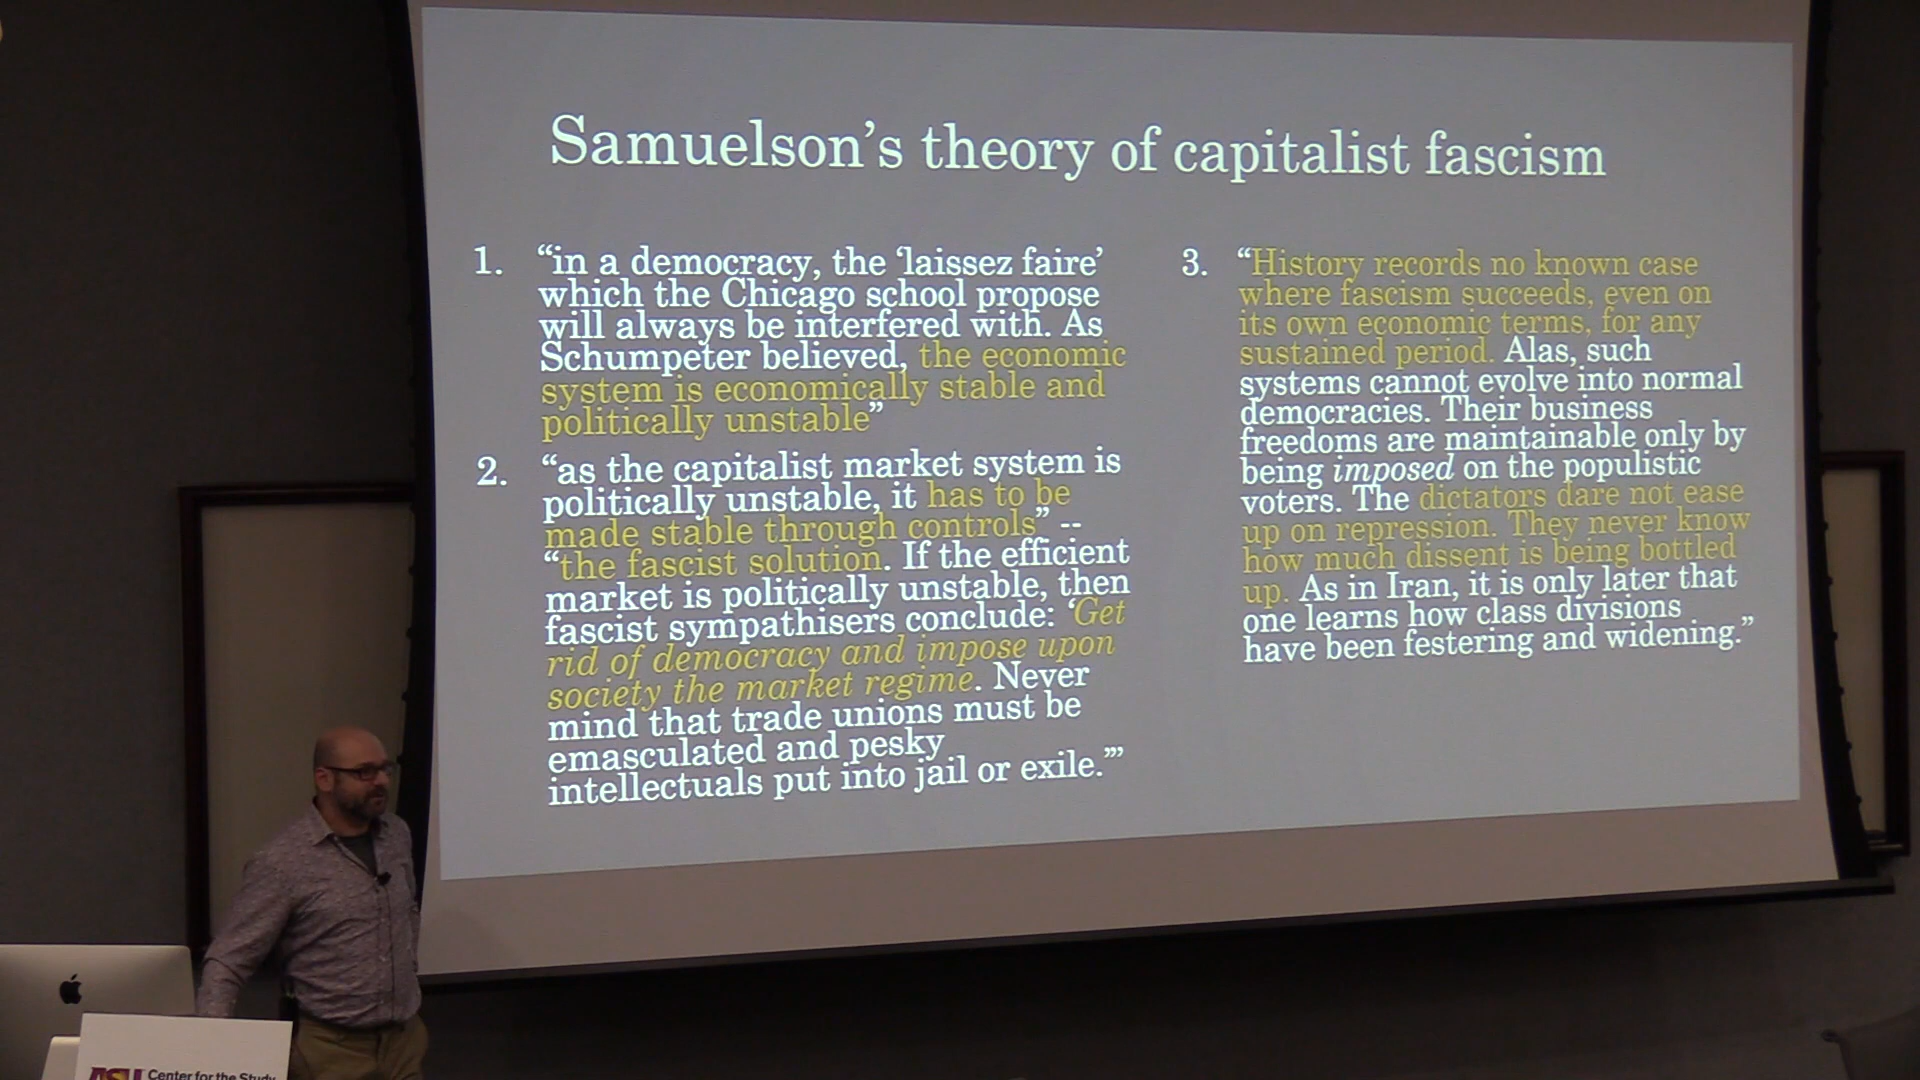 Samuelson's theory of capitalist fascism
1. “in a democracy, the ‘laissez faire’
which the Chicago school propose
will always be interfered with. As
Schumpeter believed, the economic
system is economically stable and
politically unstable”
2. “as the capitalist market system is
politically unstable, it has to be
made stable through controls” --
“the fascist solution. If the efficient
market is politically unstable, then
fascist sympathisers conclude: ‘Get
rid of democracy and impose upon
society the market regime. Never
mind that trade unions must be
emasculated and pesky
intellectuals put into jail or exile.’”
3. “History records no known case
where fascism succeeds, even on
its own economic terms, for any
sustained period. Alas, such
systems cannot evolve into normal
democracies. Their business
freedoms are maintainable only by
being imposed on the populistic
voters. The dictators dare not ease
up on repression. They never know
how much dissent is being bottled
up. As in Iran, it is only later that
one learns how class divisions
have been festering and widening.”
ASU Center for the Study